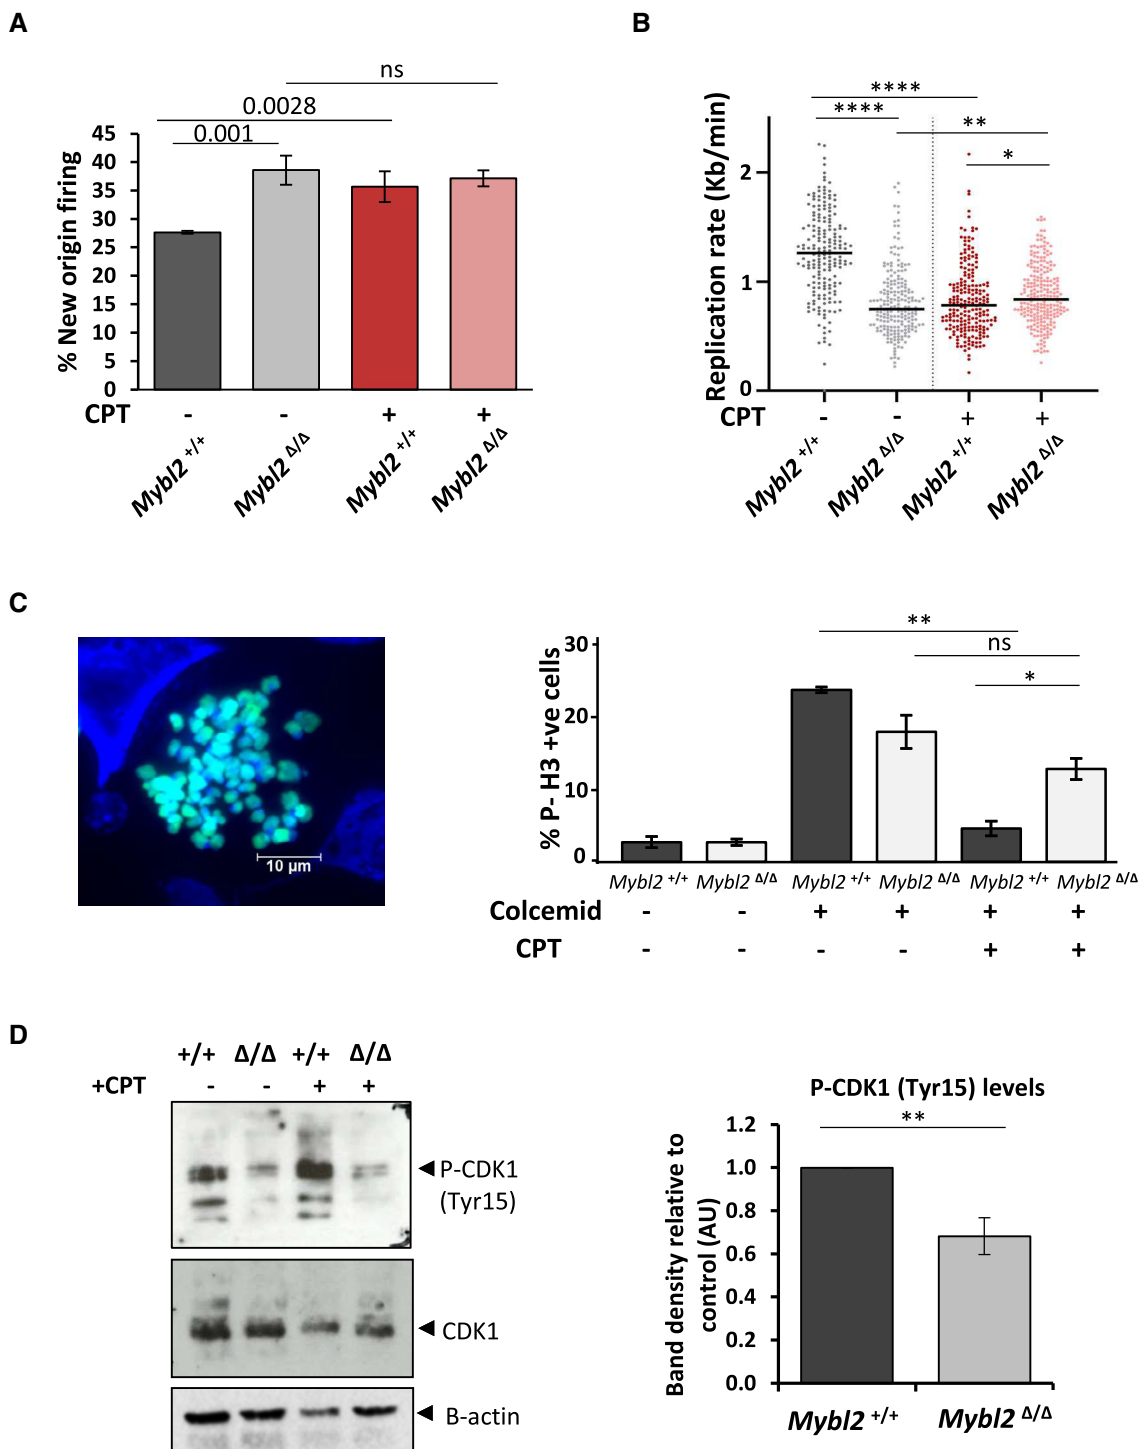 A
ns
0.0028
0.001
% New origin firing
45
40
35
30
25
20
15
10
5
0
CPT - - + +
Mybl2 +/+ Mybl2 Δ/Δ Mybl2 +/+ Mybl2 Δ/Δ
B
****
**** **
*
Replication rate (Kb/min)
2
1
0
CPT - - + +
Mybl2 +/+ Mybl2 Δ/Δ Mybl2 +/+ Mybl2 Δ/Δ
C
10 µm
**
ns
*
% P- H3 +ve cells
30
20
10
0
Mybl2 +/+ Mybl2 Δ/Δ Mybl2 +/+ Mybl2 Δ/Δ Mybl2 +/+ Mybl2 Δ/Δ
Colcemid - - + + + +
CPT - - - - + +
D
+/+ Δ/Δ +/+ Δ/Δ
+CPT - - + +
P-CDK1
(Tyr15)
CDK1
B-actin
P-CDK1 (Tyr15) levels
**
Band density relative to
control (AU)
1.2
1.0
0.8
0.6
0.4
0.2
0.0
Mybl2 +/+ Mybl2 Δ/Δ